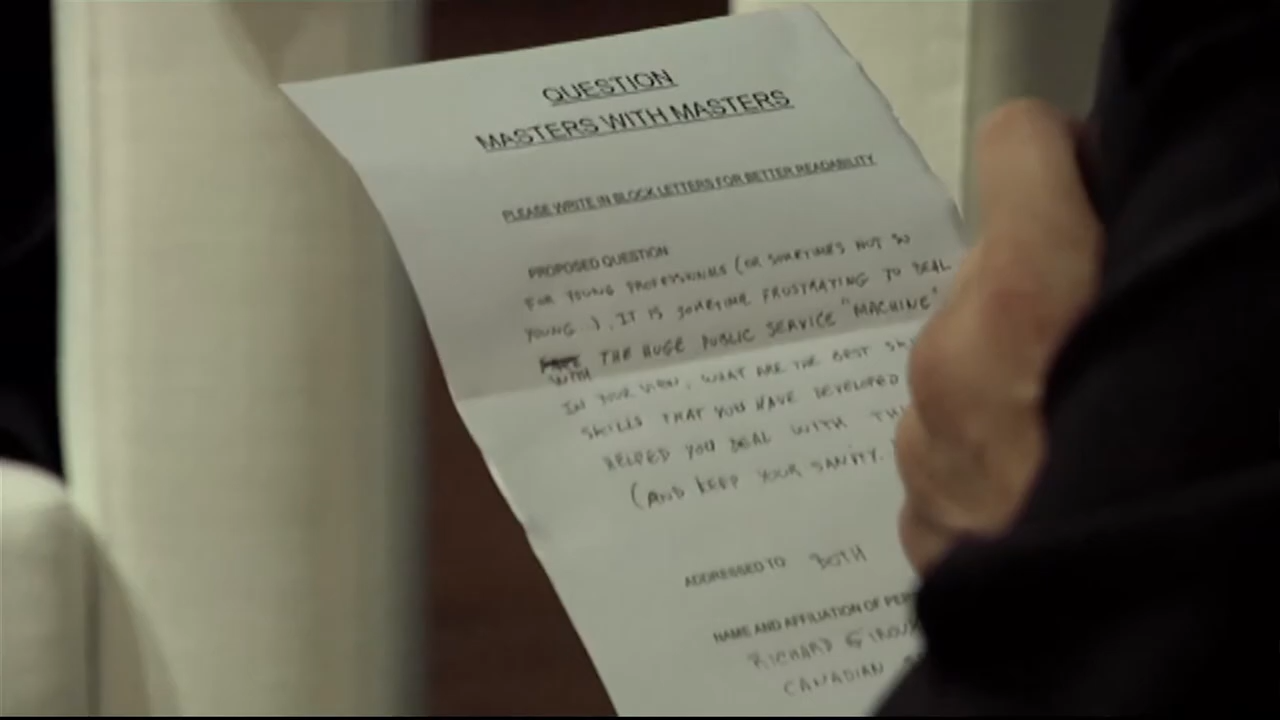 QUESTION
MASTERS WITH MASTERS
PLEASE WRITE IN BLOCK LETTERS FOR BETTER READABILITY
PROPOSED QUESTION
FOR YOUNG PROFESSIONALS (OR SOMETIMES NOT SO
YOUNG...), IT IS SOMETIME FRUSTRATING TO DEAL
WITH THE HUGE PUBLIC SERVICE "MACHINE"
IN YOUR VIEW, WHAT ARE THE BEST
SKILLS THAT YOU HAVE DEVELOPED
HELPED YOU DEAL WITH
(AND KEEP YOUR SANITY.
ADDRESSED TO BOTH
NAME AND AFFILIATION OF
RICHARD
CANADIAN